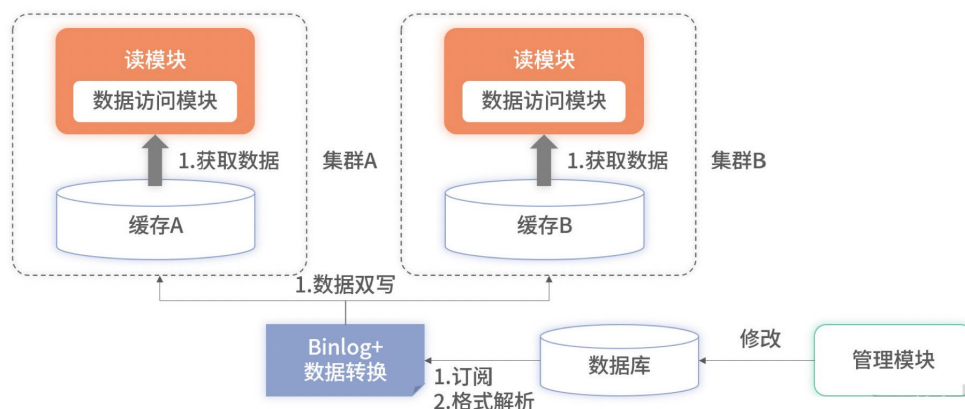 读模块
数据访问模块
1.获取数据
集群A
缓存A
读模块
数据访问模块
1.获取数据
集群B
缓存B
1.数据双写
Binlog+
数据转换
1.订阅
2.格式解析
数据库
修改
管理模块